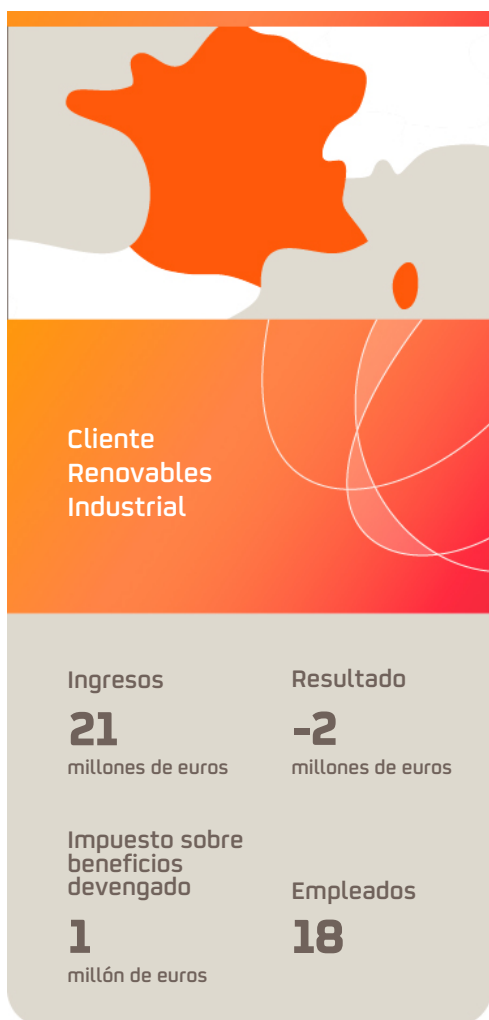 Cliente
Renovables
Industrial
Ingresos
21
millones de euros
Resultado
-2
millones de euros
Impuesto sobre
beneficios
devengado
1
millón de euros
Empleados
18